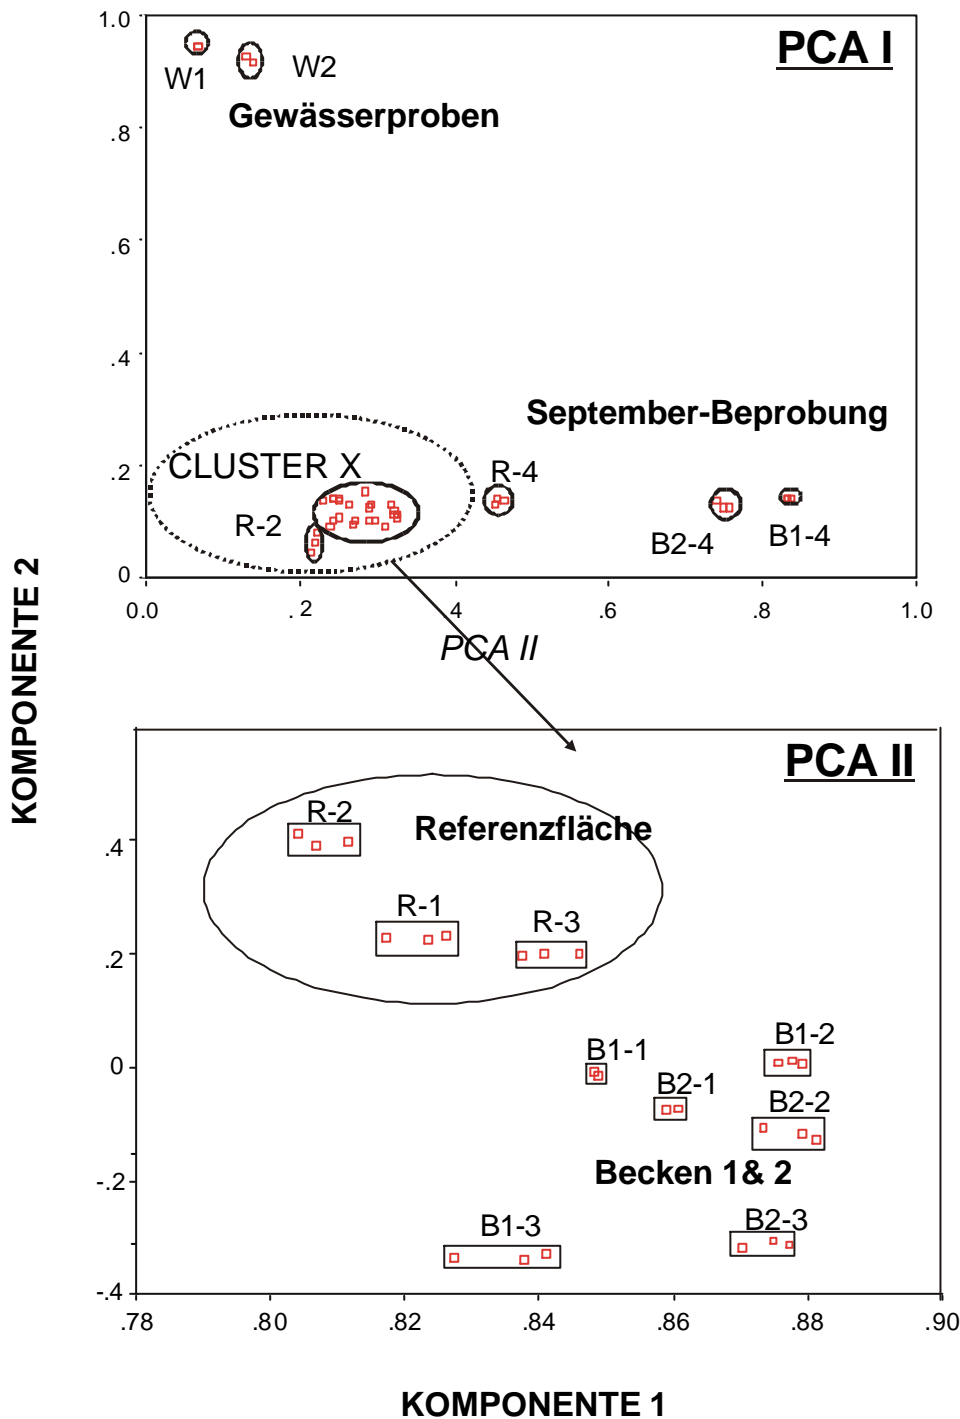 1.0
PCA I
W1
W2
Gewässerproben
.8
.6
.4
September-Beprobung
.2
CLUSTER X
R-4
R-2
B2-4
B1-4
0
0.0
.2
.4
.6
.8
1.0
PCA II
KOMPONENTE 2
PCA II
R-2
Referenzfläche
.4
R-1
R-3
.2
B1-1
B1-2
0
B2-1
B2-2
Becken 1& 2
-.2
B1-3
B2-3
-.4
.78
.80
.82
.84
.86
.88
.90
KOMPONENTE 1